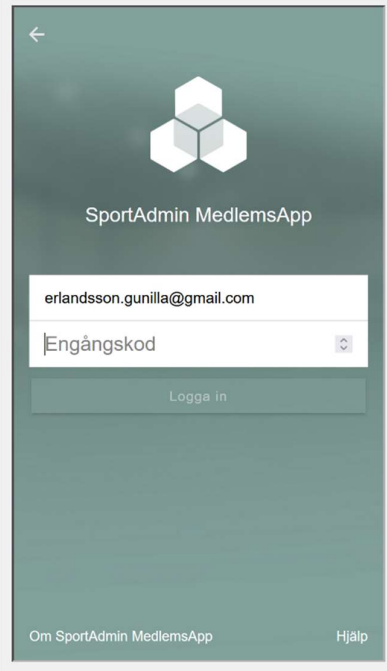 SportAdmin MedlemsApp
erlandsson.gunilla@gmail.com
Engångskod
Logga in
Om SportAdmin MedlemsApp Hjälp